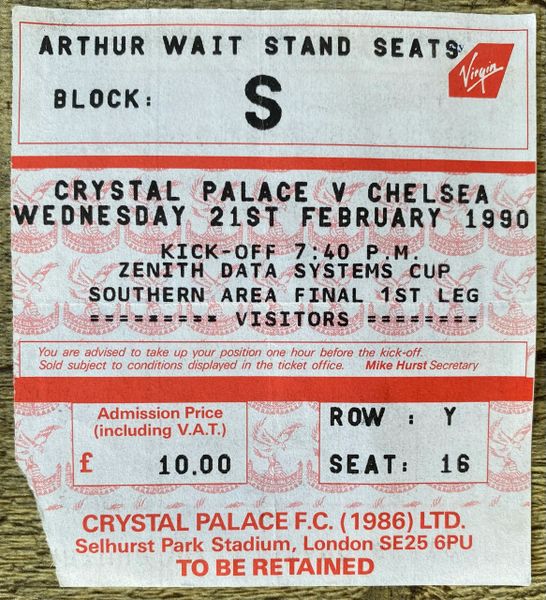 ARTHUR WAIT STAND SEATS
Virgin
BLOCK: S
CRYSTAL PALACE V CHELSEA
WEDNESDAY 21ST FEBRUARY 1990
KICK-OFF 7:40 P.M.
ZENITH DATA SYSTEMS CUP
SOUTHERN AREA FINAL 1ST LEG
========= VISITORS ========
You are advised to take up your position one hour before the kick-off.
Sold subject to conditions displayed in the ticket office. Mike Hurst Secretary
Admission Price
(including V.A.T.)
£ 10.00
ROW : Y
SEAT: 16
CRYSTAL PALACE F.C. (1986) LTD.
Selhurst Park Stadium, London SE25 6PU
TO BE RETAINED